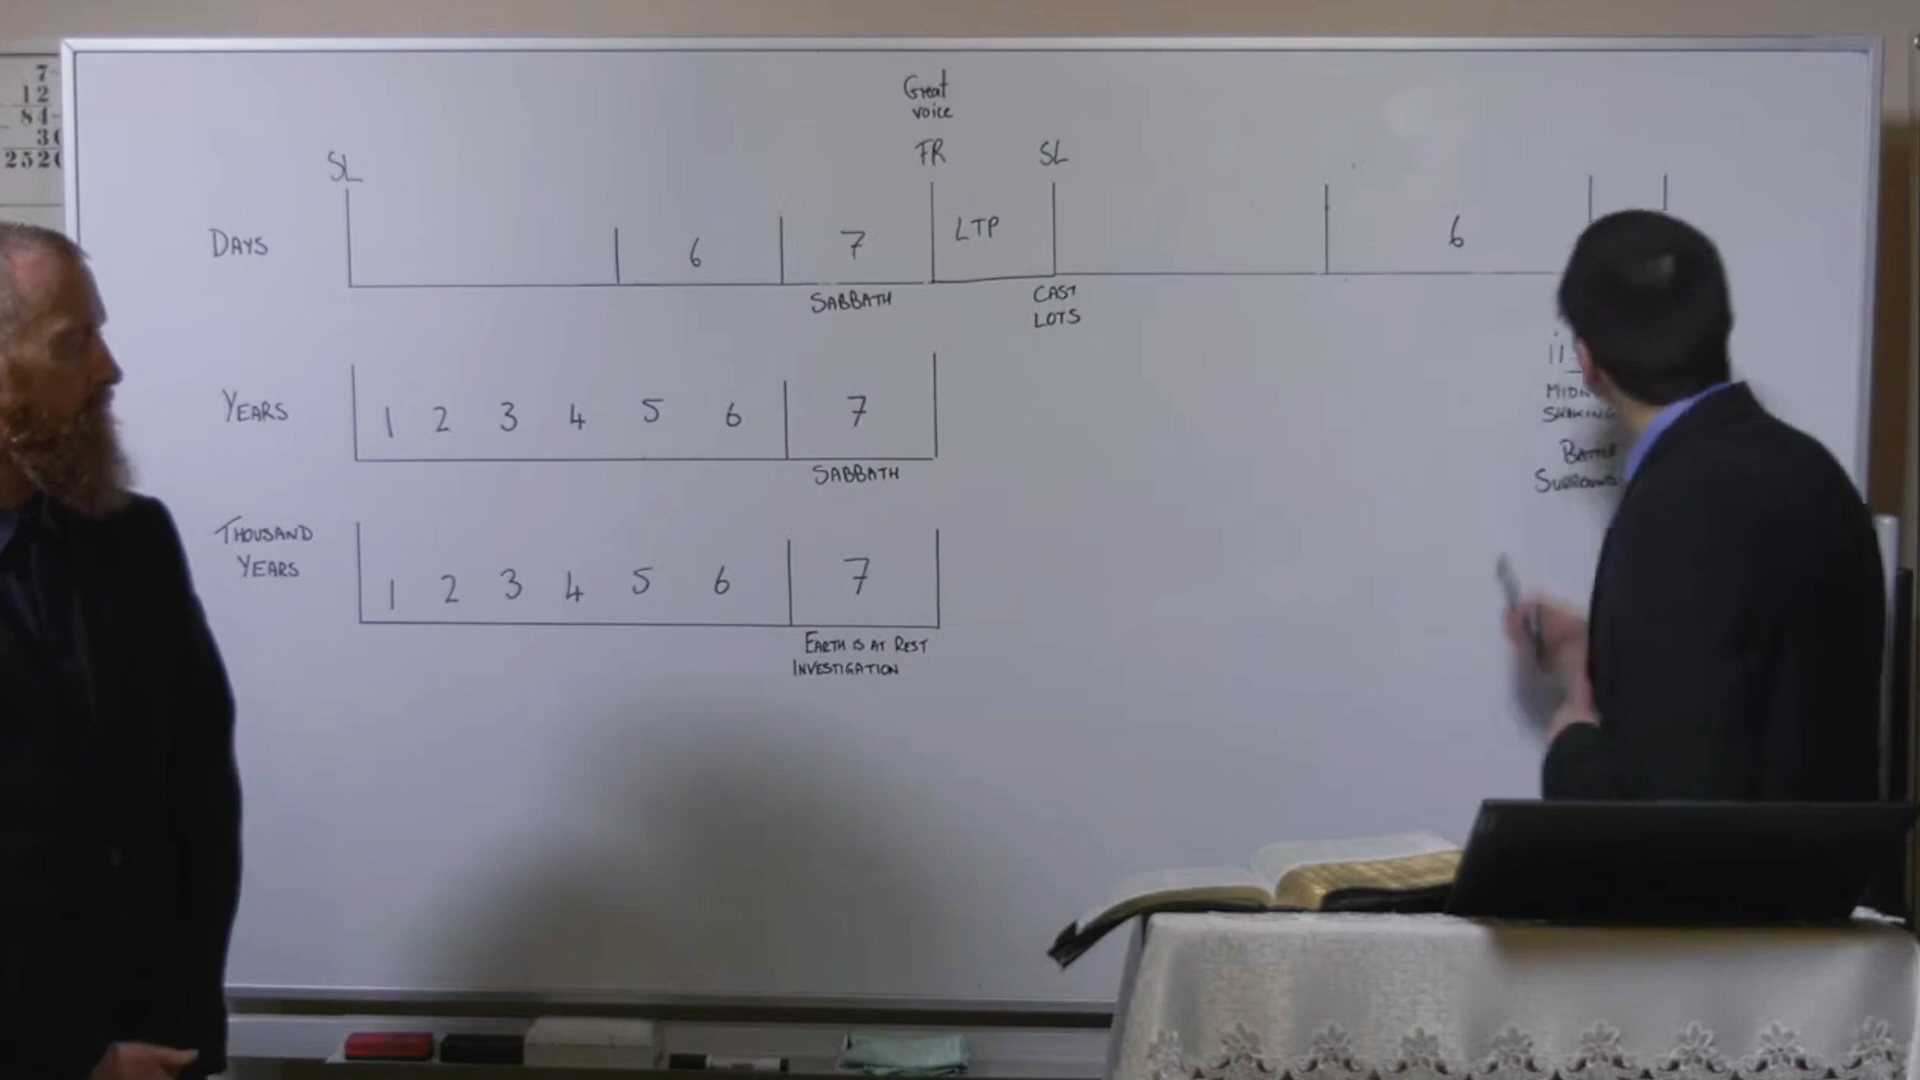 7
12
84
30
2520
Great
voice
SL
FR
SL
DAYS
6
7
LTP
6
SABBATH
CAST
LOTS
YEARS
1 2 3 4 5 6 7
SABBATH
SHAKING
THOUSAND
YEARS
1 2 3 4 5 6 7
EARTH IS AT REST
INVESTIGATION